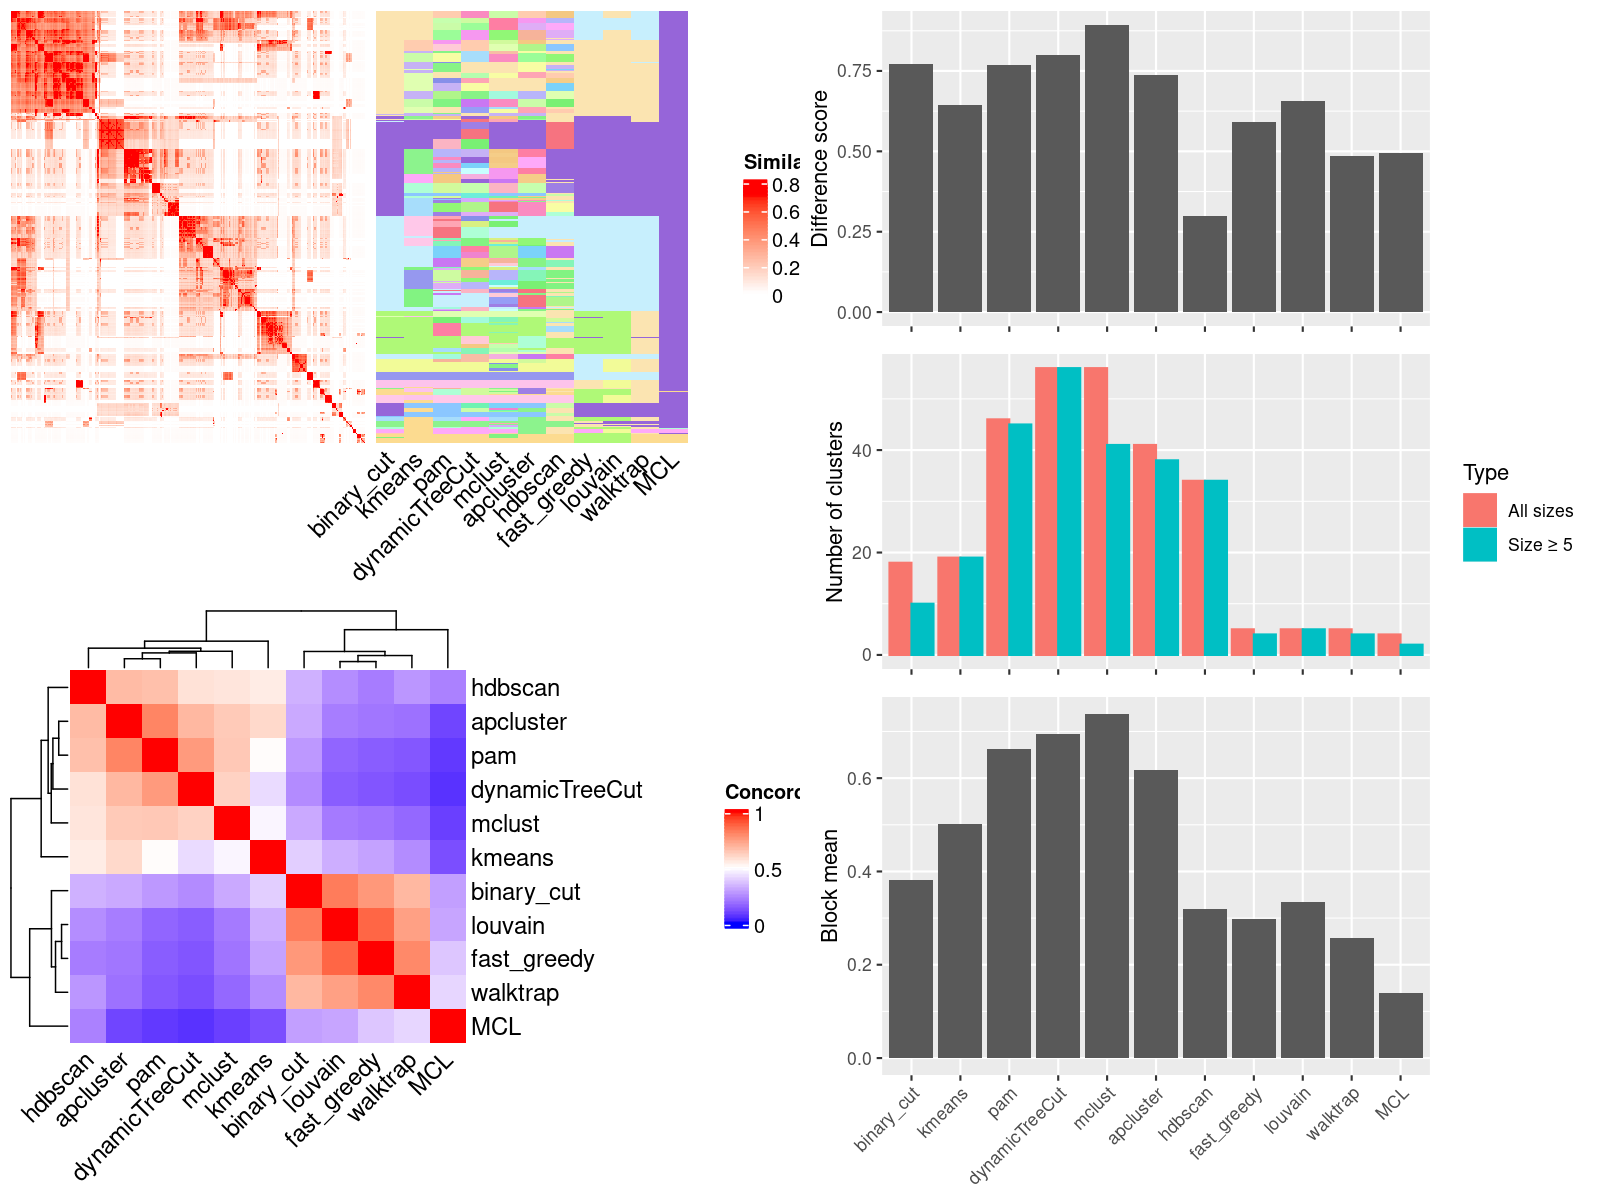 Simila
0.8
0.6
0.4
0.2
0
binary_cut
kmeans
pam
dynamicTreeCut
mclust
apcluster
hdbscan
fast_greedy
louvain
walktrap
MCL
hdbscan
apcluster
pam
dynamicTreeCut
mclust
kmeans
binary_cut
louvain
fast_greedy
walktrap
MCL
hdbscan
apcluster
pam
dynamicTreeCut
mclust
kmeans
binary_cut
louvain
fast_greedy
walktrap
MCL
Concord
1
0.5
0
Difference score
0.75
0.50
0.25
0.00
Number of clusters
40
20
0
Type
All sizes
Size ≥ 5
Block mean
0.6
0.4
0.2
0.0
binary_cut
kmeans
pam
dynamicTreeCut
mclust
apcluster
hdbscan
fast_greedy
louvain
walktrap
MCL